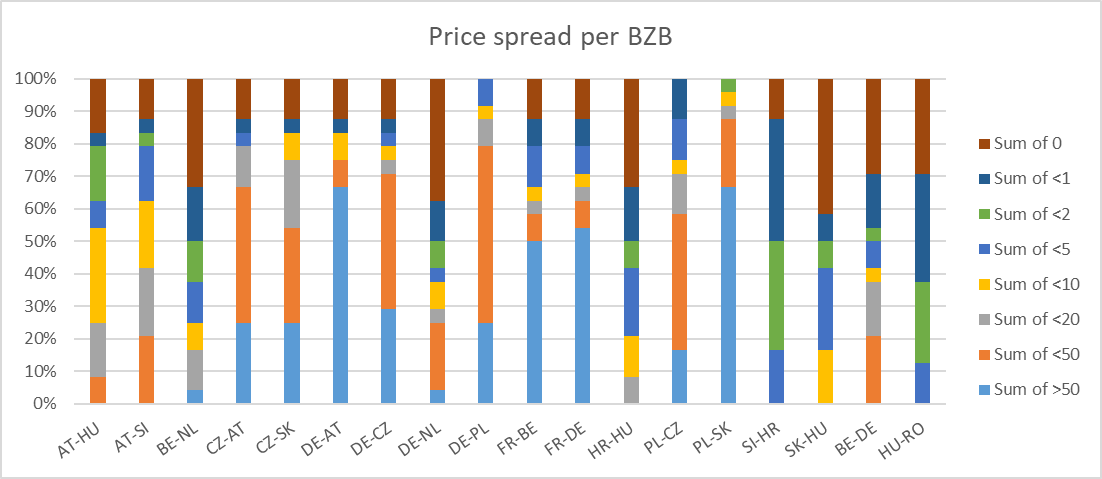 Price spread per BZB
100%
90%
80%
70%
60%
50%
40%
30%
20%
10%
0%
AT-HU
AT-SI
BE-NL
CZ-AT
CZ-SK
DE-AT
DE-CZ
DE-NL
DE-PL
FR-BE
FR-DE
HR-HU
PL-CZ
PL-SK
SI-HR
SK-HU
BE-DE
HU-RO
Sum of 0
Sum of <1
Sum of <2
Sum of <5
Sum of <10
Sum of <20
Sum of <50
Sum of >50